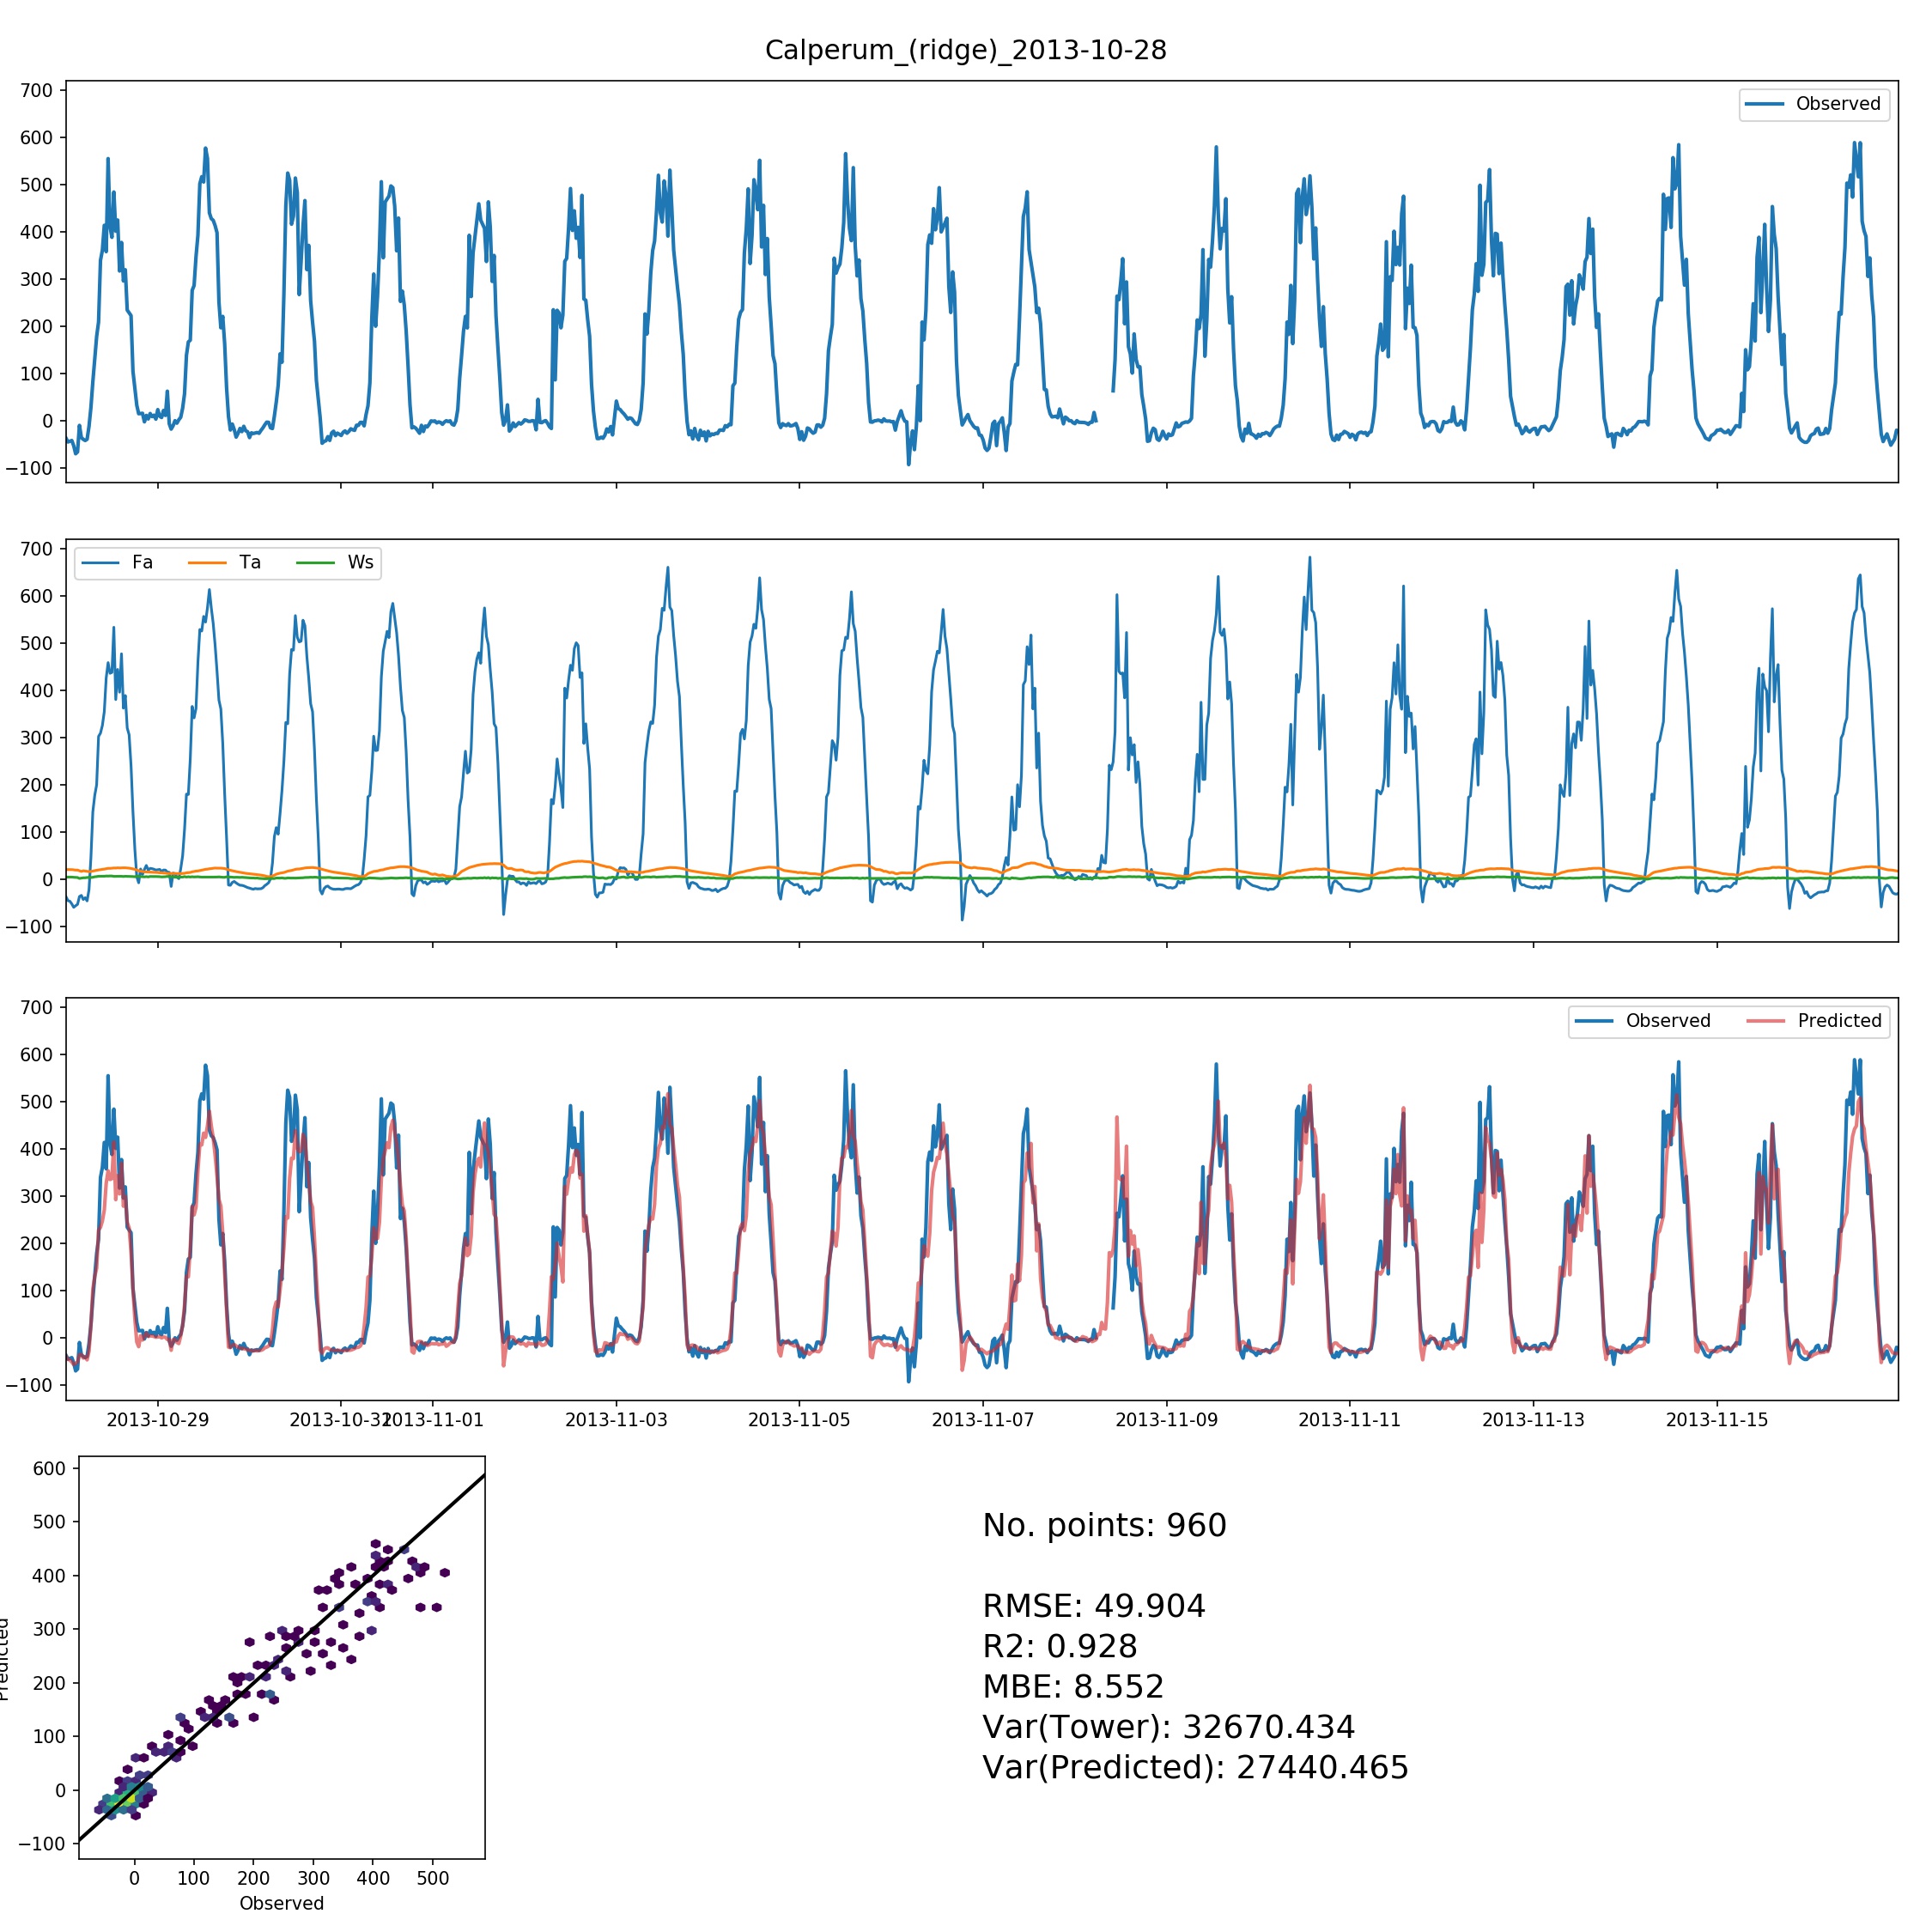 Calperum_(ridge)_2013-10-28
700
600
500
400
300
200
100
0
−100
Observed
700
600
500
400
300
200
100
0
−100
Fa Ta Ws
700
600
500
400
300
200
100
0
−100
Observed Predicted
2013-10-29 2013-10-31 2013-11-01 2013-11-03 2013-11-05 2013-11-07 2013-11-09 2013-11-11 2013-11-13 2013-11-15
Predicted
600
500
400
300
200
100
0
−100
0 100 200 300 400 500
Observed
No. points: 960
RMSE: 49.904
R2: 0.928
MBE: 8.552
Var(Tower): 32670.434
Var(Predicted): 27440.465